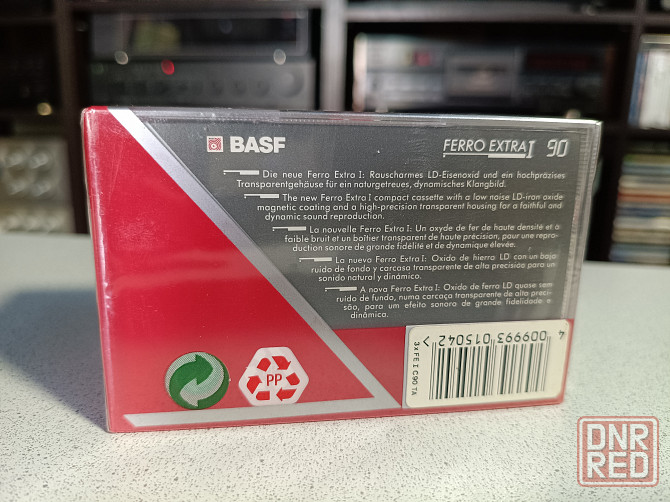 BASF
FERRO EXTRA I 90
Die neue Ferro Extra I: Rauscharmes LD-Eisenoxid und ein hochpräzises
Transparentgehäuse für ein naturgetreues, dynamisches Klangbild.
The new Ferro Extra I compact cassette with a low noise LD-iron oxide
magnetic coating and a high-precision transparent housing for a faithful and
dynamic sound reproduction.
La nouvelle Ferro Extra I: Un oxyde de fer de haute densité et à
faible bruit et un boîtier transparent de haute précision, pour une repro-
duction sonore de grande fidélité et de dynamique élevée.
La nueva Ferro Extra I: Oxido de hierro LD con un bajo
ruido de fondo y carcasa transparente de alta precisión para un
sonido natural y dinámico.
A nova Ferro Extra I: Oxido de ferro LD quase sem
ruído de fundo, numa carcaça transparente de alta preci-
são, para um efeito sonoro de grande fidelidade e
dinâmica.
PP
4 009993 015042 >
3 x FE I C 90 TA
DNR
RED